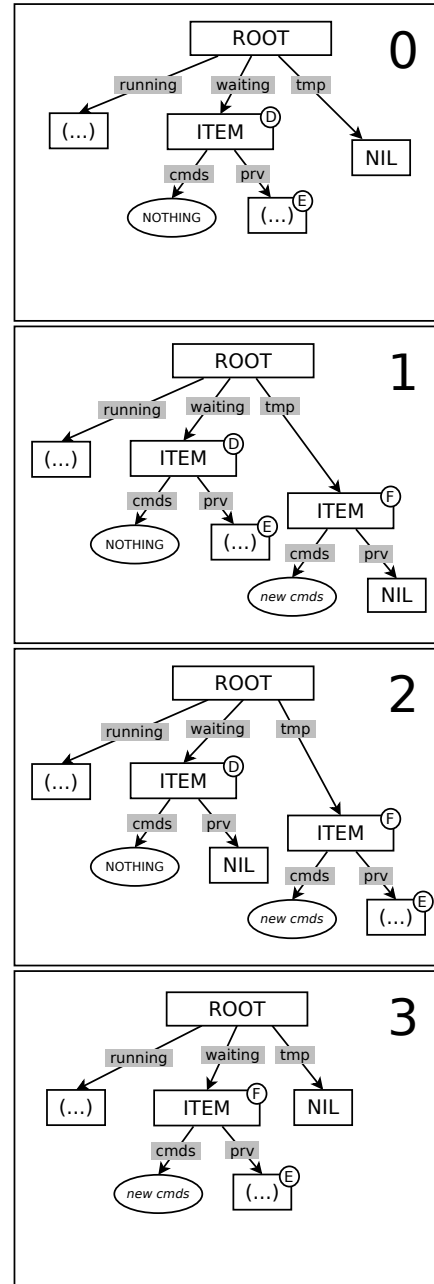 ROOT 0
running waiting tmp
D
(...) ITEM NIL
cmds prv
E
NOTHING (...)
ROOT 1
running waiting tmp
D
(...) ITEM
F
cmds prv ITEM
E
NOTHING (...)
cmds prv
new cmds NIL
ROOT 2
running waiting tmp
D
(...) ITEM
F
cmds prv ITEM
NOTHING NIL
cmds prv
E
new cmds (...)
ROOT 3
running waiting tmp
F
(...) ITEM NIL
cmds prv
E
new cmds (...)